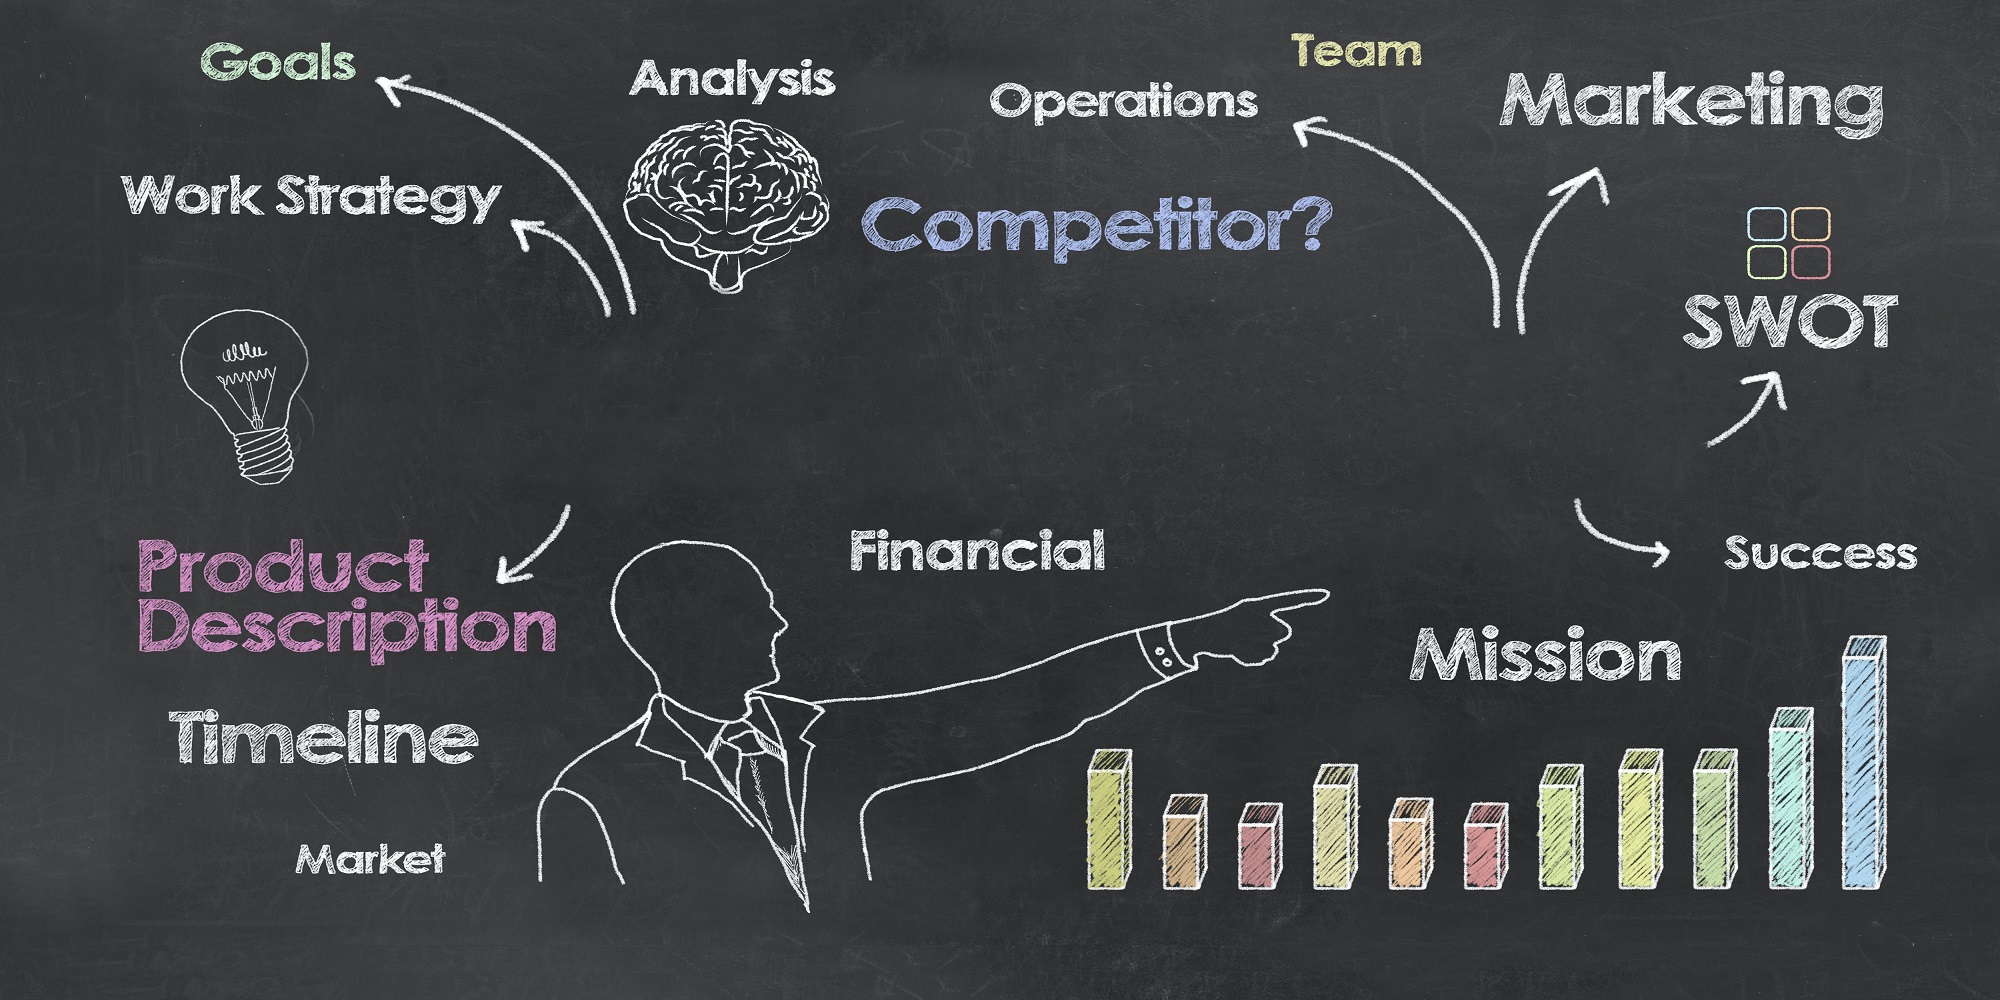 Goals
Analysis
Operations
Team
Marketing
Work Strategy
Competitor?
SWOT
Product
Description
Financial
Success
Mission
Timeline
Market